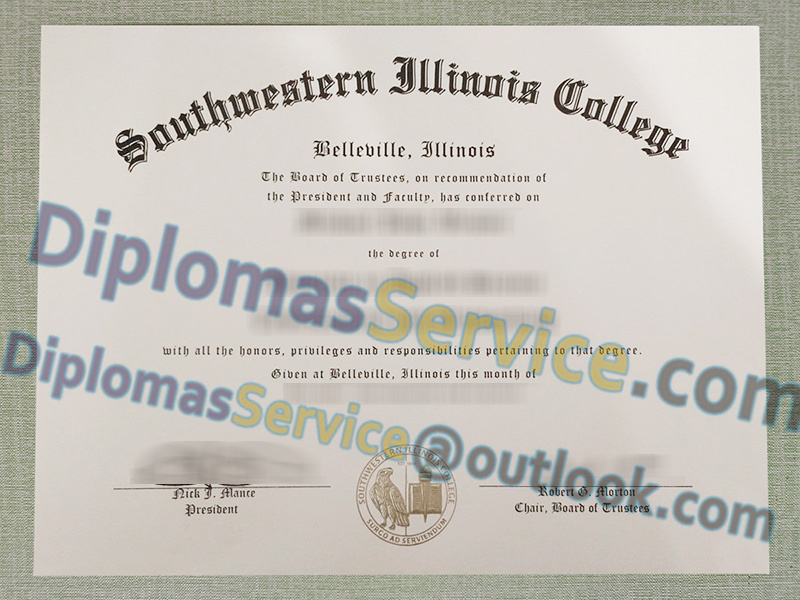 Southwestern Illinois College
Belleville, Illinois
The Board of Trustees, on recommendation of
the President and Faculty, has conferred on
the degree of
DiplomasService.com
with all the honors, privileges and responsibilities pertaining to that degree.
Given at Belleville, Illinois this month of
DiplomasService@outlook.com
Nick J. Mance
President
SOUTHWESTERN ILLINOIS COLLEGE
SURGO AD SERVIENDUM
Robert G. Morton
Chair, Board of Trustees